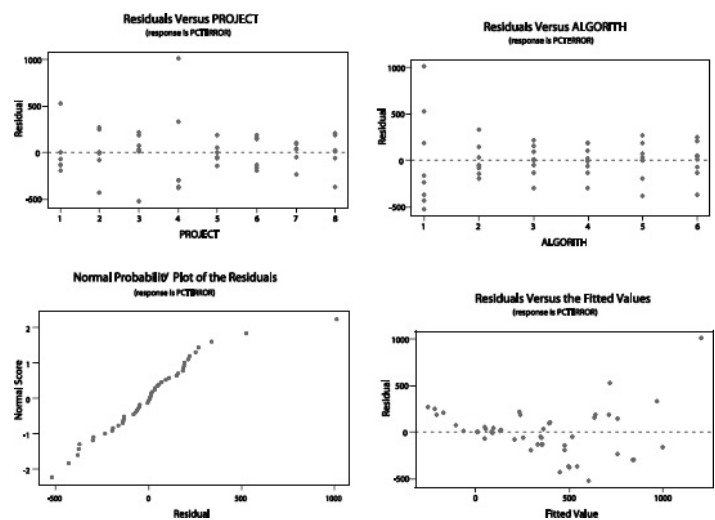 Residuals Versus PROJECT
(response is PCTERROR)
1000
500
0
-500
Residual
1 2 3 4 5 6 7 8
PROJECT
Residuals Versus ALGORITH
(response is PCTERROR)
1000
500
0
-500
Residual
1 2 3 4 5 6
ALGORITH
Normal Probability Plot of the Residuals
(response is PCTERROR)
2
1
0
-1
-2
Normal Score
-500 0 500 1000
Residual
Residuals Versus the Fitted Values
(response is PCTERROR)
1000
500
0
-500
Residual
0 500 1000
Fitted Value